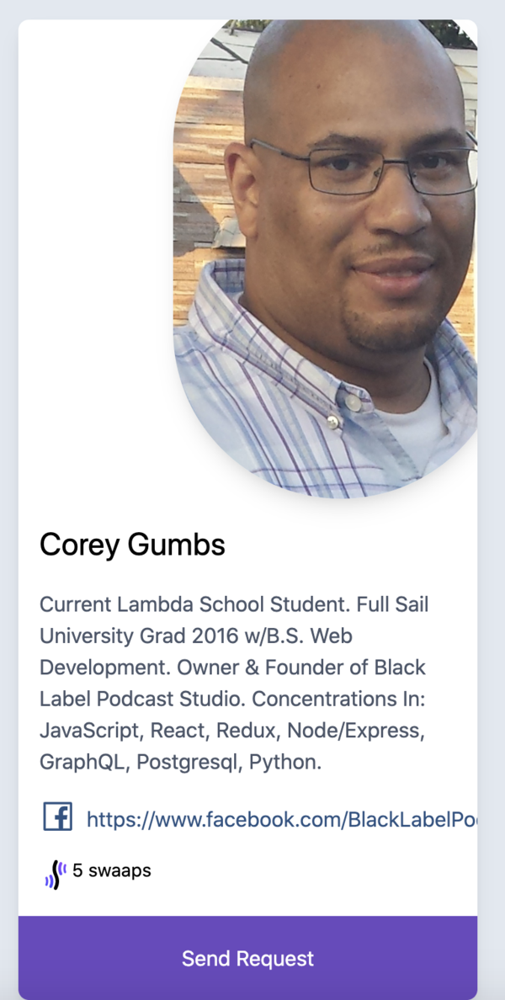 Corey Gumbs
Current Lambda School Student. Full Sail
University Grad 2016 w/B.S. Web
Development. Owner & Founder of Black
Label Podcast Studio. Concentrations In:
JavaScript, React, Redux, Node/Express,
GraphQL, Postgresql, Python.
https://www.facebook.com/BlackLabelPo
5 swaaps
Send Request